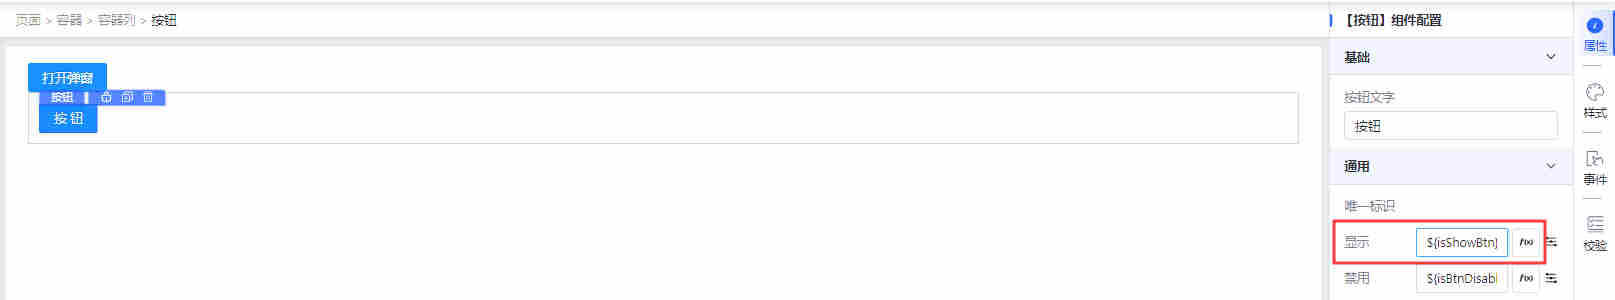 页面 > 容器 > 容器列 > 按钮
打开弹窗
按钮
按 钮
【按钮】组件配置
基础
按钮文字
按钮
通用
唯一标识
显示 ${isShowBtn} f(x)
禁用 ${isBtnDisabl f(x)
属性
样式
事件
校验